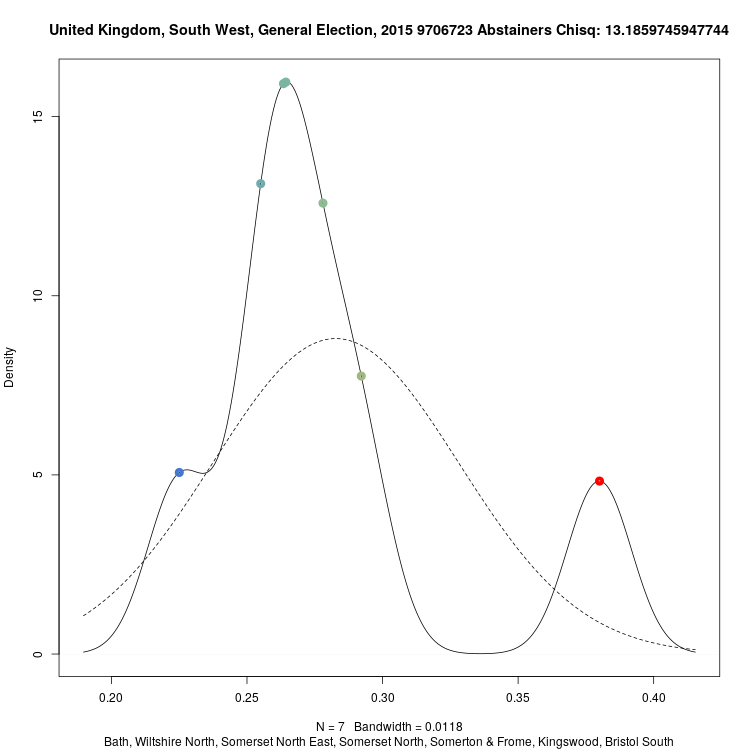 United Kingdom, South West, General Election, 2015 9706723 Abstainers Chisq: 13.1859745947744
15
10
5
0
Density
0.20 0.25 0.30 0.35 0.40
N = 7 Bandwidth = 0.0118
Bath, Wiltshire North, Somerset North East, Somerset North, Somerton & Frome, Kingswood, Bristol South